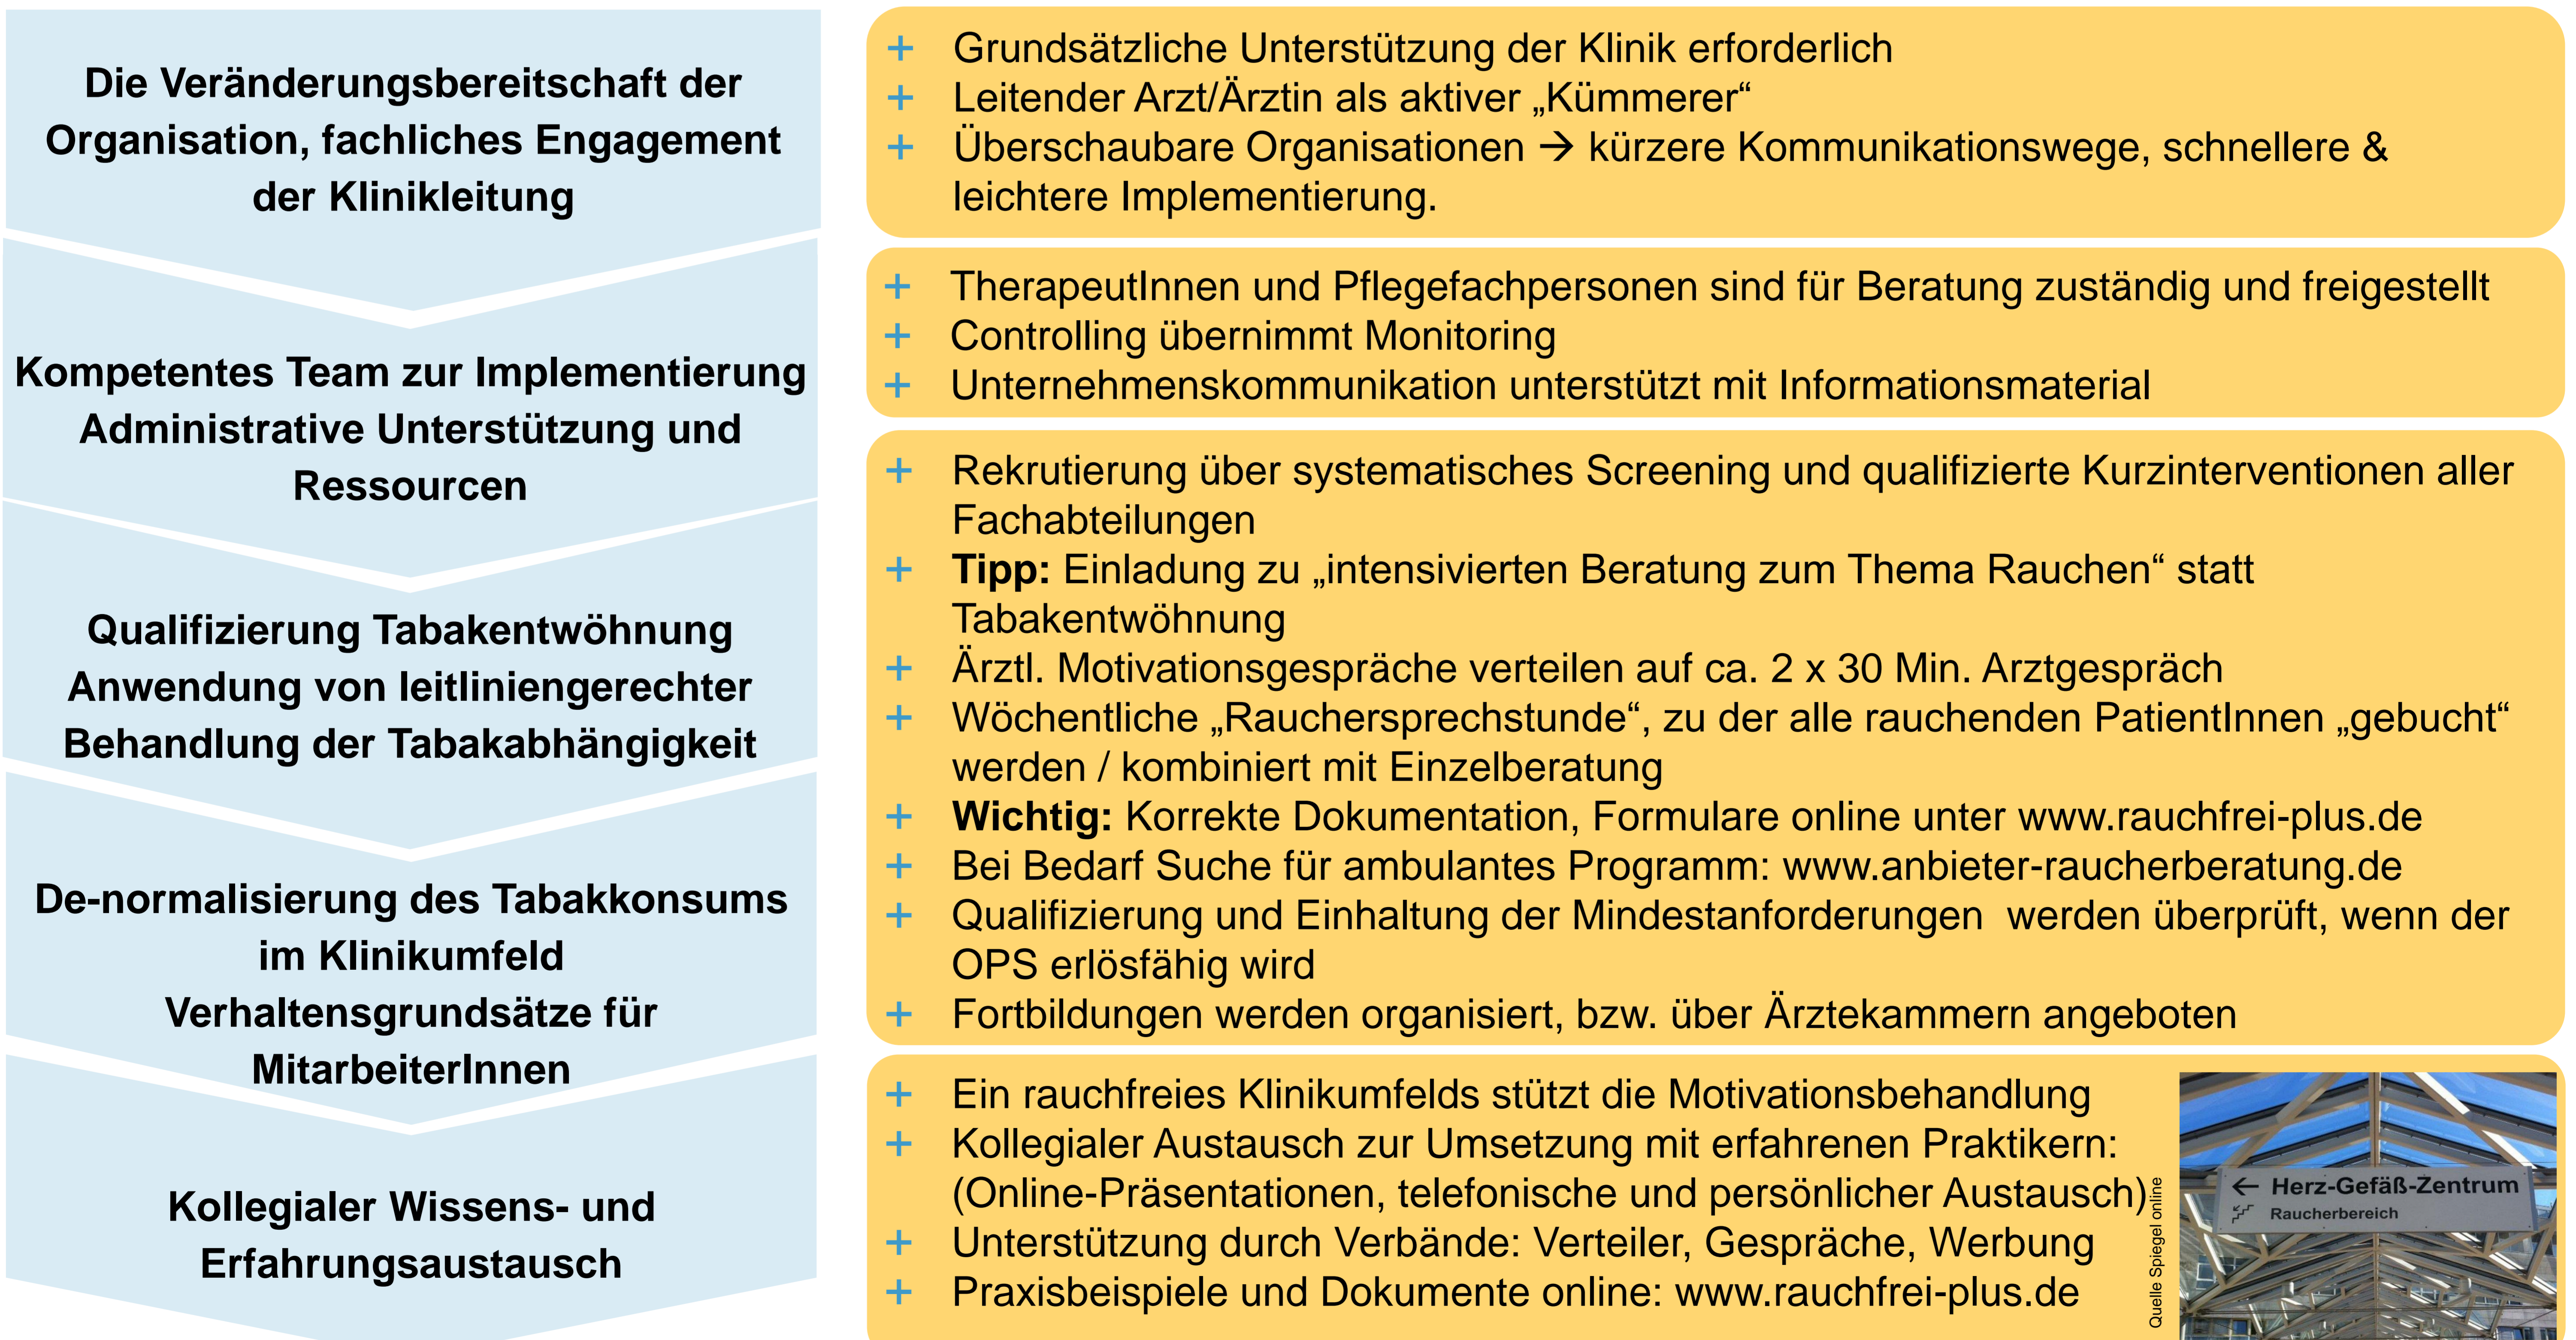 Die Veränderungsbereitschaft der
Organisation, fachliches Engagement
der Klinikleitung
Kompetentes Team zur Implementierung
Administrative Unterstützung und
Ressourcen
Qualifizierung Tabakentwöhnung
Anwendung von leitliniengerechter
Behandlung der Tabakabhängigkeit
De-normalisierung des Tabakkonsums
im Klinikumfeld
Verhaltensgrundsätze für
MitarbeiterInnen
Kollegialer Wissens- und
Erfahrungsaustausch
+ Grundsätzliche Unterstützung der Klinik erforderlich
+ Leitender Arzt/Ärztin als aktiver „Kümmerer“
+ Überschaubare Organisationen → kürzere Kommunikationswege, schnellere &
leichtere Implementierung.
+ TherapeutInnen und Pflegefachpersonen sind für Beratung zuständig und freigestellt
+ Controlling übernimmt Monitoring
+ Unternehmenskommunikation unterstützt mit Informationsmaterial
+ Rekrutierung über systematisches Screening und qualifizierte Kurzinterventionen aller
Fachabteilungen
+ Tipp: Einladung zu „intensivierten Beratung zum Thema Rauchen“ statt
Tabakentwöhnung
+ Ärztl. Motivationsgespräche verteilen auf ca. 2 x 30 Min. Arztgespräch
+ Wöchentliche „Rauchersprechstunde“, zu der alle rauchenden PatientInnen „gebucht“
werden / kombiniert mit Einzelberatung
+ Wichtig: Korrekte Dokumentation, Formulare online unter www.rauchfrei-plus.de
+ Bei Bedarf Suche für ambulantes Programm: www.anbieter-raucherberatung.de
+ Qualifizierung und Einhaltung der Mindestanforderungen werden überprüft, wenn der
OPS erlösfähig wird
+ Fortbildungen werden organisiert, bzw. über Ärztekammern angeboten
+ Ein rauchfreies Klinikumfelds stützt die Motivationsbehandlung
+ Kollegialer Austausch zur Umsetzung mit erfahrenen Praktikern:
(Online-Präsentationen, telefonische und persönlicher Austausch)
+ Unterstützung durch Verbände: Verteiler, Gespräche, Werbung
+ Praxisbeispiele und Dokumente online: www.rauchfrei-plus.de
Quelle Spiegel online
← Herz-Gefäß-Zentrum
Raucherbereich